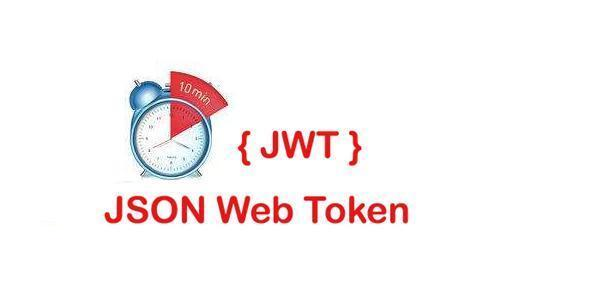 10 min
{ JWT }
JSON Web Token